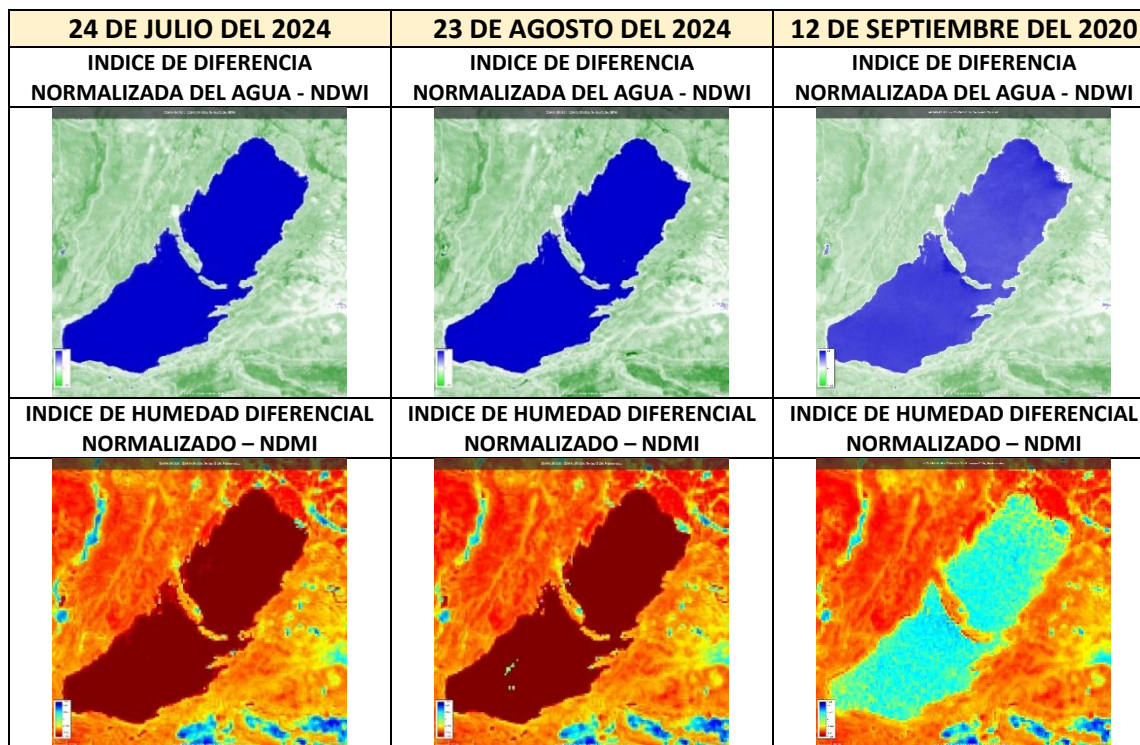 24 DE JULIO DEL 2024
23 DE AGOSTO DEL 2024
12 DE SEPTIEMBRE DEL 2020
INDICE DE DIFERENCIA
NORMALIZADA DEL AGUA - NDWI
INDICE DE DIFERENCIA
NORMALIZADA DEL AGUA - NDWI
INDICE DE DIFERENCIA
NORMALIZADA DEL AGUA - NDWI
INDICE DE HUMEDAD DIFERENCIAL
NORMALIZADO – NDMI
INDICE DE HUMEDAD DIFERENCIAL
NORMALIZADO – NDMI
INDICE DE HUMEDAD DIFERENCIAL
NORMALIZADO – NDMI